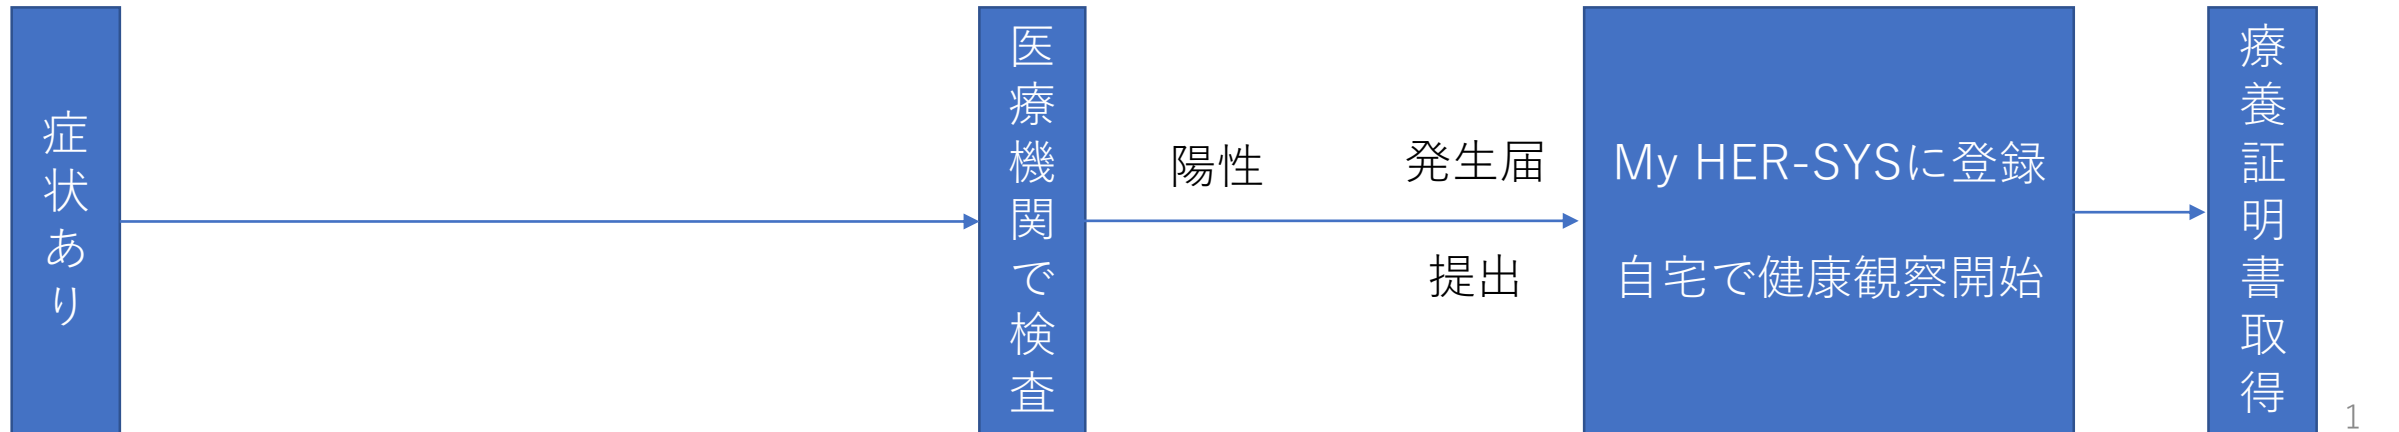 症状あり
医療機関で検査
陽性
発生届
提出
My HER-SYSに登録
自宅で健康観察開始
療養証明書取得
1